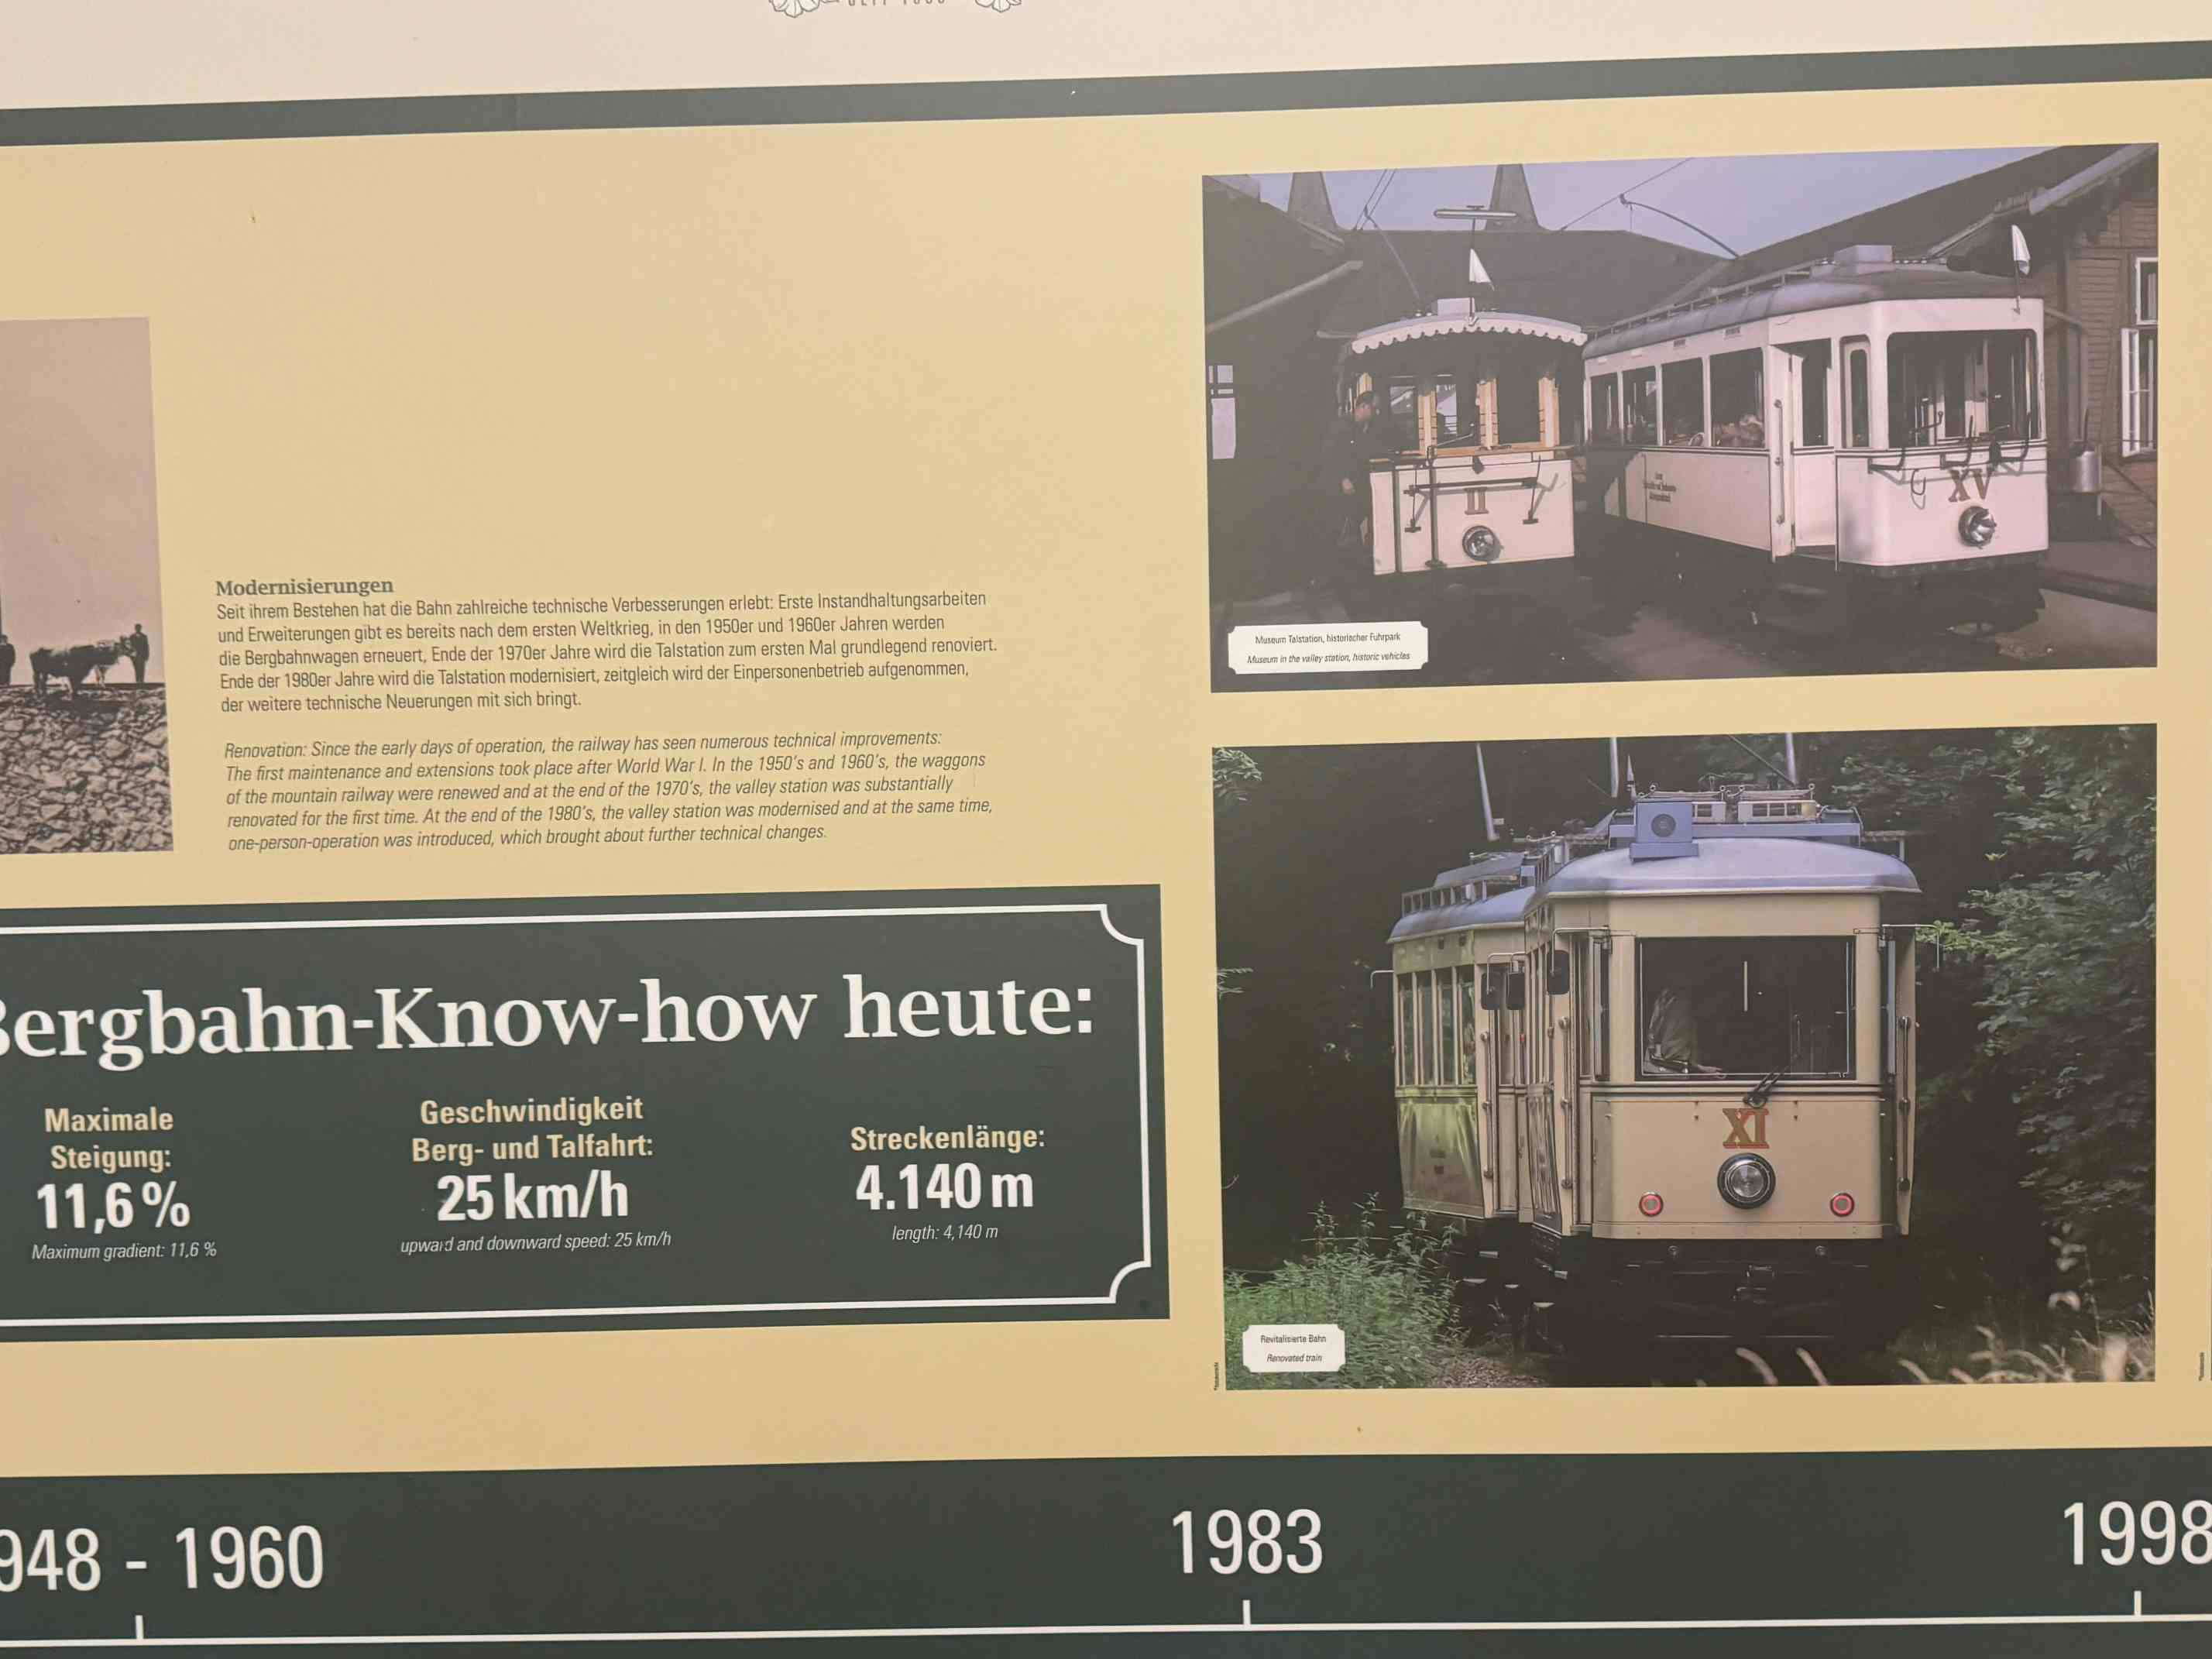 SEIT
Modernisierungen
Seit ihrem Bestehen hat die Bahn zahlreiche technische Verbesserungen erlebt: Erste Instandhaltungsarbeiten
und Erweiterungen gibt es bereits nach dem ersten Weltkrieg, in den 1950er und 1960er Jahren werden
die Bergbahnwagen erneuert, Ende der 1970er Jahre wird die Talstation zum ersten Mal grundlegend renoviert.
Ende der 1980er Jahre wird die Talstation modernisiert, zeitgleich wird der Einpersonenbetrieb aufgenommen,
der weitere technische Neuerungen mit sich bringt.
Renovation: Since the early days of operation, the railway has seen numerous technical improvements:
The first maintenance and extensions took place after World War I. In the 1950's and 1960's, the waggons
of the mountain railway were renewed and at the end of the 1970's, the valley station was substantially
renovated for the first time. At the end of the 1980's, the valley station was modernised and at the same time,
one-person-operation was introduced, which brought about further technical changes.
Bergbahn-Know-how heute:
Maximale
Steigung:
11,6 %
Maximum gradient: 11,6 %
Geschwindigkeit
Berg- und Talfahrt:
25 km/h
upward and downward speed: 25 km/h
Streckenlänge:
4.140 m
length: 4,140 m
II
XV
Museum Talstation, historischer Fuhrpark
Museum in the valley station, historic vehicles
XI
Revitalisierte Bahn
Renovated train
948 - 1960
1983
1998